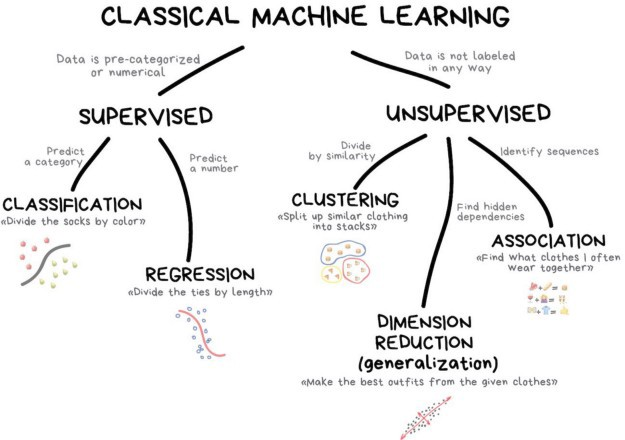 CLASSICAL MACHINE LEARNING
Data is pre-categorized
or numerical
Data is not labeled
in any way
SUPERVISED
UNSUPERVISED
Predict
a category
Predict
a number
Divide
by similarity
Identify sequences
Find hidden
dependencies
CLASSIFICATION
«Divide the socks by color»
CLUSTERING
«Split up similar clothing
into stacks»
ASSOCIATION
«Find what clothes I often
wear together»
REGRESSION
«Divide the ties by length»
DIMENSION
REDUCTION
(generalization)
«Make the best outfits from the given clothes»